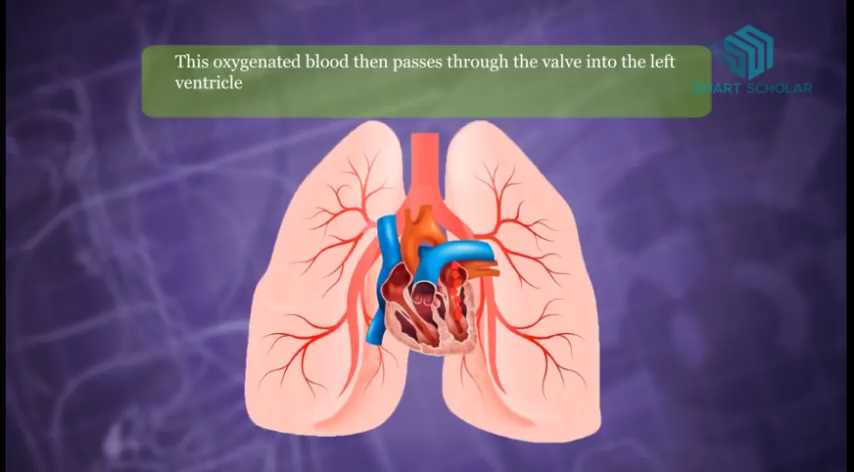 This oxygenated blood then passes through the valve into the left
ventricle
SMART SCHOLAR